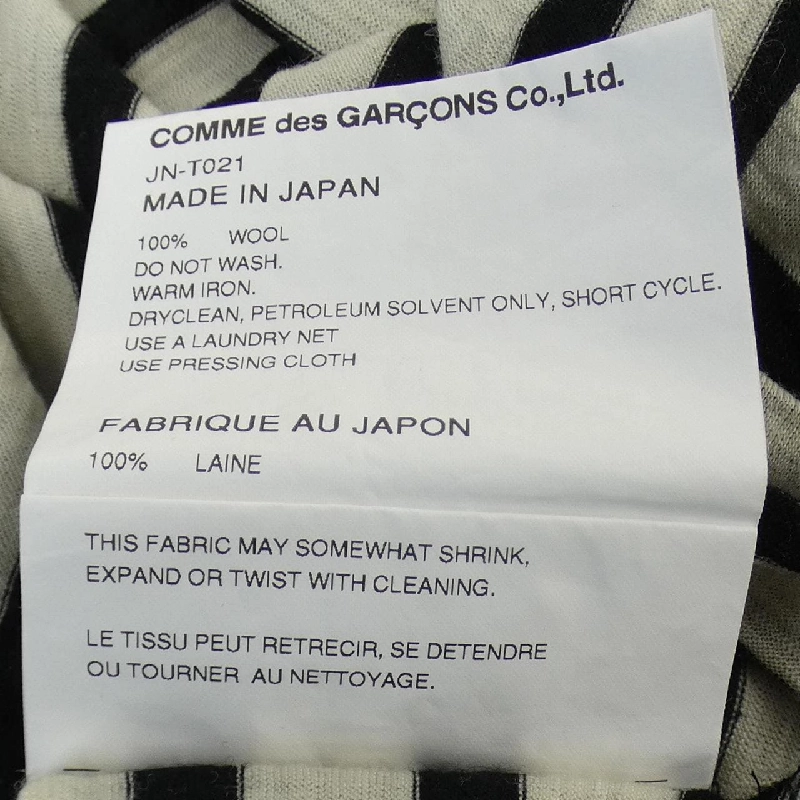 COMME des GARÇONS Co.,Ltd.
JN-T021
MADE IN JAPAN
100% WOOL
DO NOT WASH.
WARM IRON.
DRYCLEAN, PETROLEUM SOLVENT ONLY, SHORT CYCLE.
USE A LAUNDRY NET
USE PRESSING CLOTH
FABRIQUE AU JAPON
100% LAINE
THIS FABRIC MAY SOMEWHAT SHRINK,
EXPAND OR TWIST WITH CLEANING.
LE TISSU PEUT RETRECIR, SE DETENDRE
OU TOURNER AU NETTOYAGE.